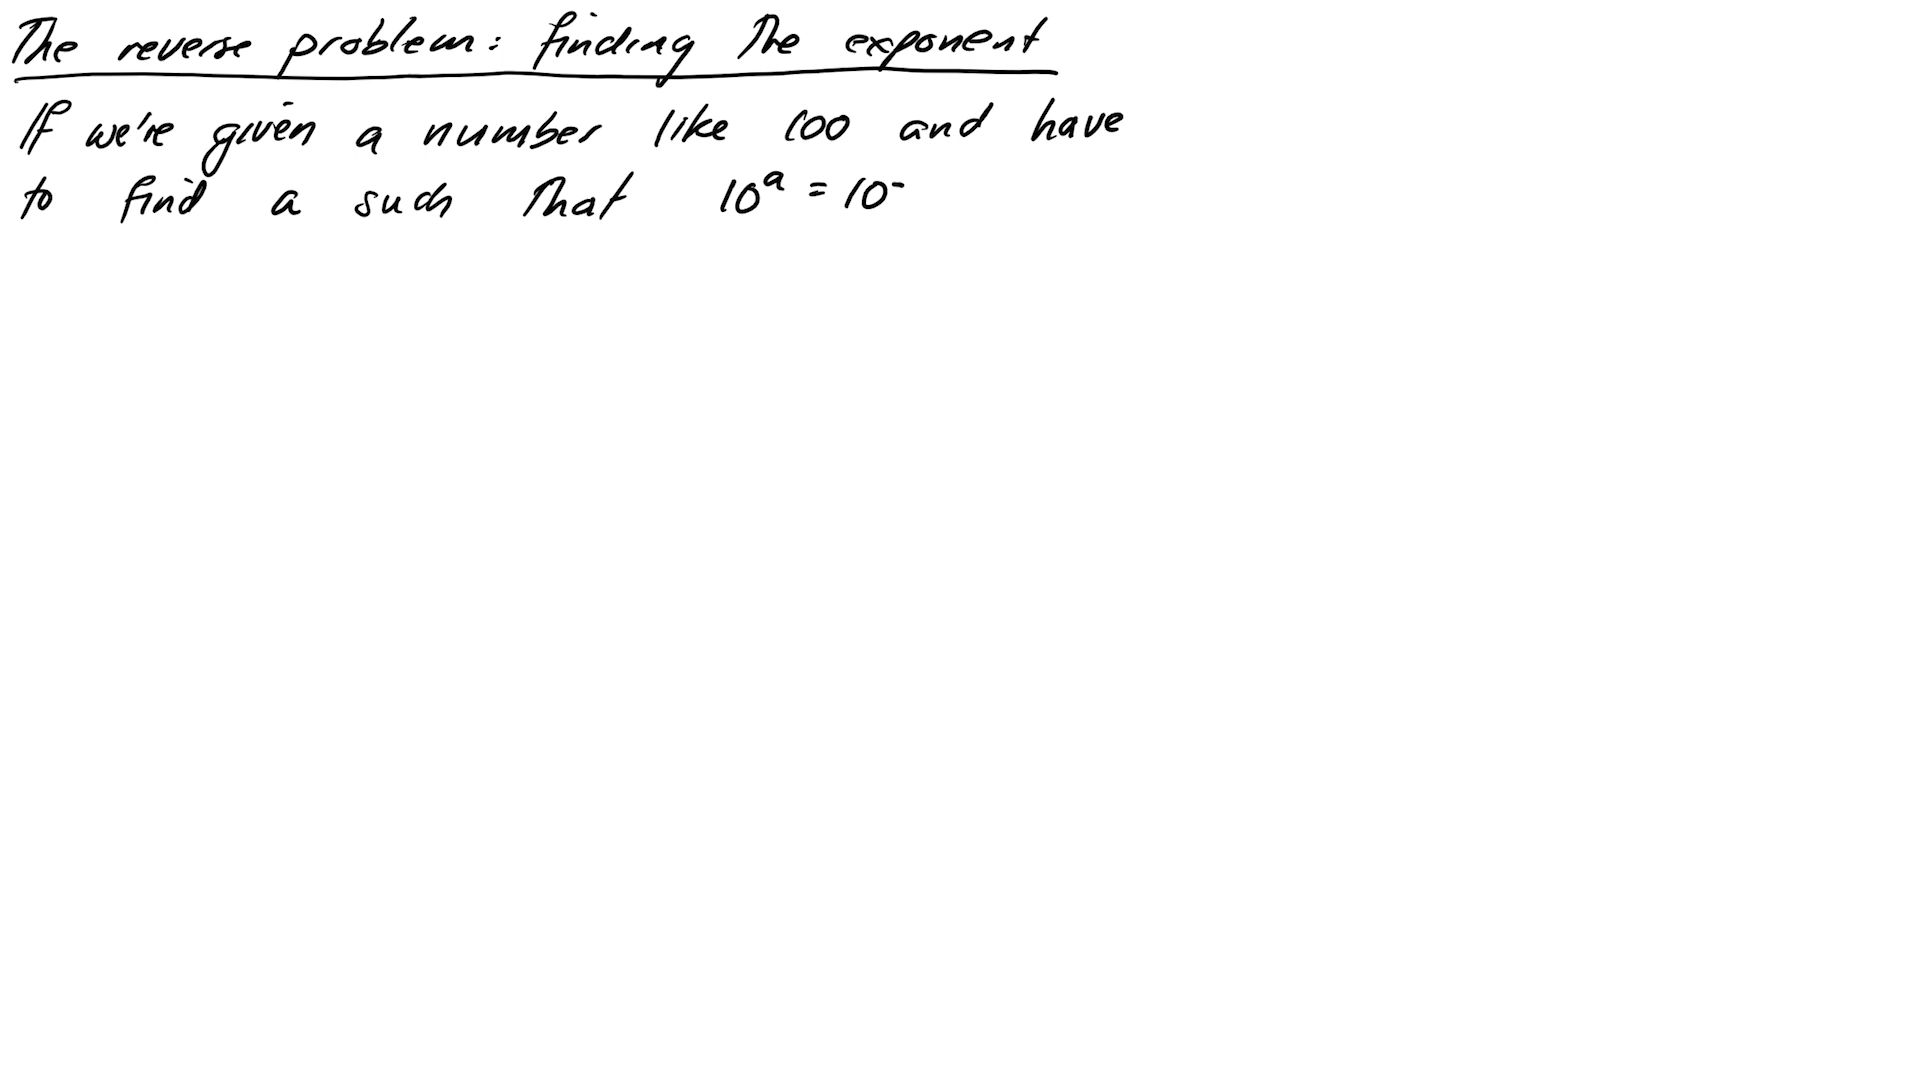 The reverse problem: finding the exponent
If we're given a number like 100 and have
to find a such that 10^a = 10